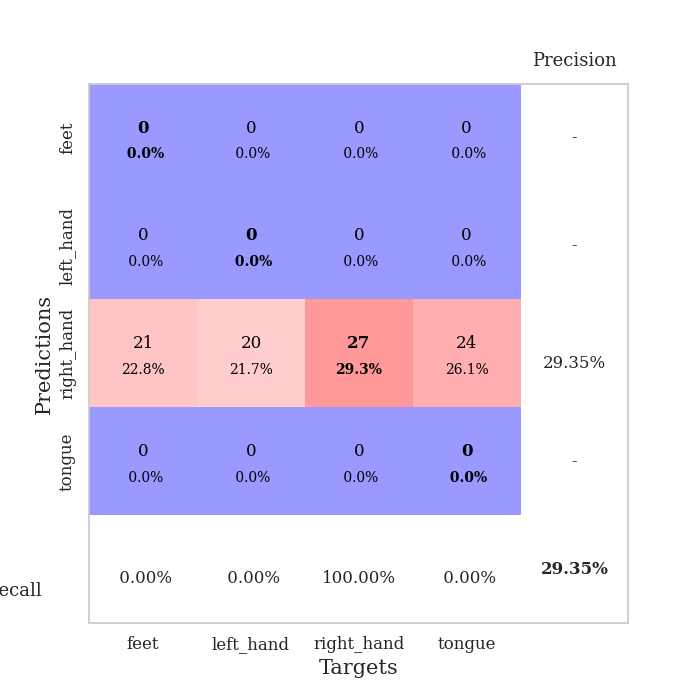 Precision
feet
0 0 0 0 -
0.0% 0.0% 0.0% 0.0%
left_hand
0 0 0 0 -
0.0% 0.0% 0.0% 0.0%
Predictions
right_hand
21 20 27 24 29.35%
22.8% 21.7% 29.3% 26.1%
tongue
0 0 0 0 -
0.0% 0.0% 0.0% 0.0%
ecall 0.00% 0.00% 100.00% 0.00% 29.35%
feet left_hand right_hand tongue
Targets